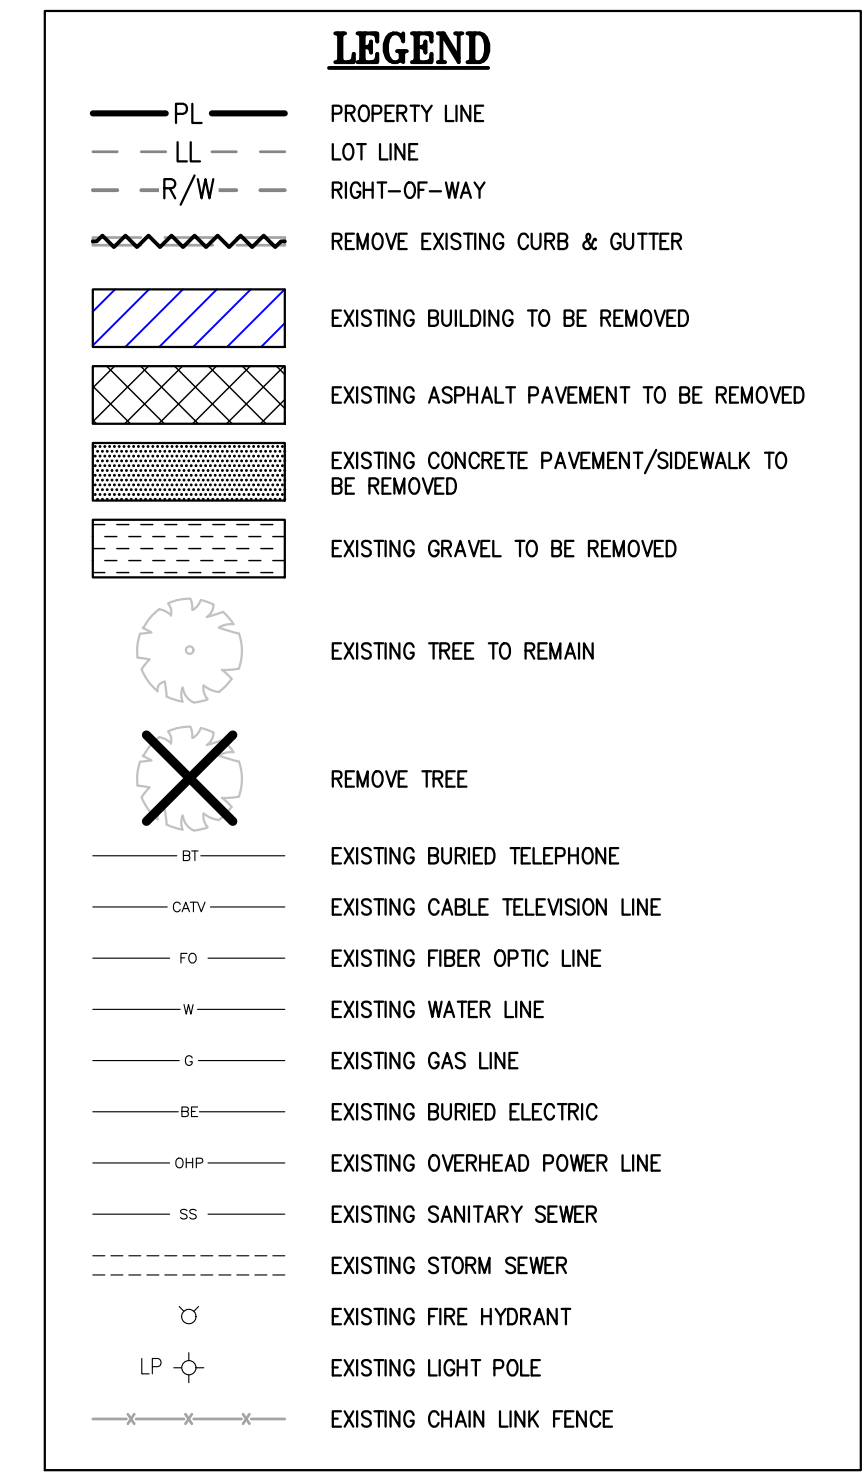 LEGEND
PL PROPERTY LINE
LL LOT LINE
R/W RIGHT-OF-WAY
REMOVE EXISTING CURB & GUTTER
EXISTING BUILDING TO BE REMOVED
EXISTING ASPHALT PAVEMENT TO BE REMOVED
EXISTING CONCRETE PAVEMENT/SIDEWALK TO
BE REMOVED
EXISTING GRAVEL TO BE REMOVED
EXISTING TREE TO REMAIN
REMOVE TREE
BT EXISTING BURIED TELEPHONE
CATV EXISTING CABLE TELEVISION LINE
FO EXISTING FIBER OPTIC LINE
W EXISTING WATER LINE
G EXISTING GAS LINE
BE EXISTING BURIED ELECTRIC
OHP EXISTING OVERHEAD POWER LINE
SS EXISTING SANITARY SEWER
EXISTING STORM SEWER
EXISTING FIRE HYDRANT
LP EXISTING LIGHT POLE
EXISTING CHAIN LINK FENCE